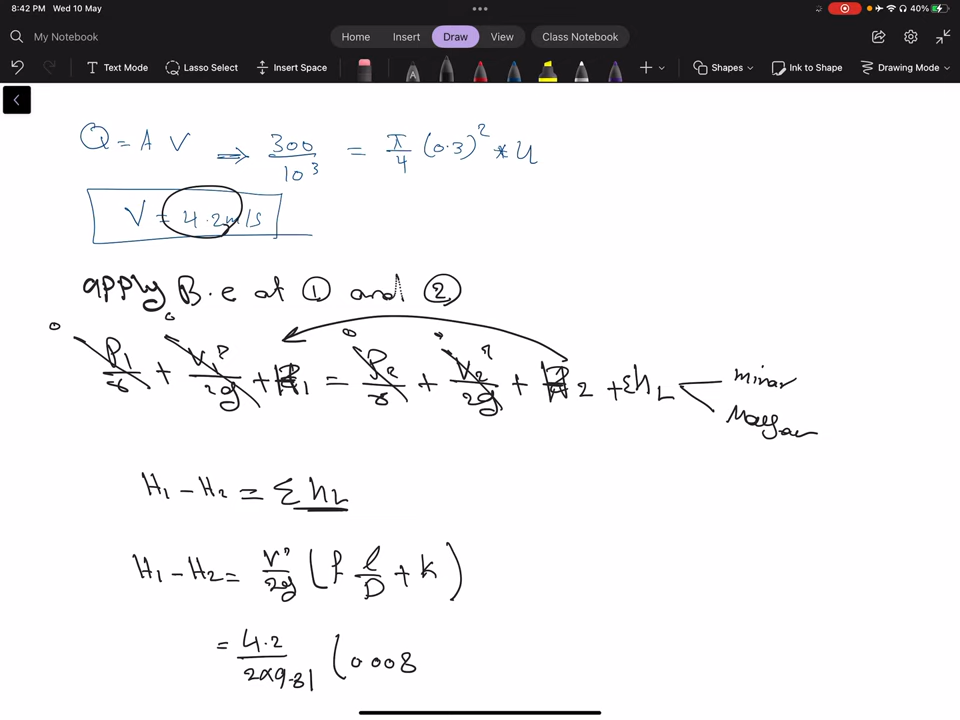 8:42 PM Wed 10 May
40%
My Notebook
Home Insert Draw View Class Notebook
Text Mode Lasso Select Insert Space Shapes Ink to Shape Drawing Mode
Q = A V ⇒ 300/10³ = π/4 (0.3)² * u
V = 4.2 m/s
apply B.e at ① and ②
P₁/γ + V₁²/2g + H₁ = P₂/γ + V₂²/2g + H₂ + Σh_L
minor
H₁ − H₂ = Σ h_L
H₁ − H₂ = V²/2g (f l/D + k)
= 4.2/2×9.81 (0.008